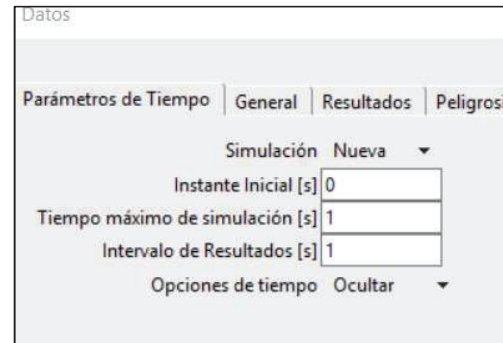 Datos
Parámetros de Tiempo General Resultados
Simulación Nueva
Instante Inicial [s] 0
Tiempo máximo de simulación [s] 1
Intervalo de Resultados [s] 1
Opciones de tiempo Ocultar